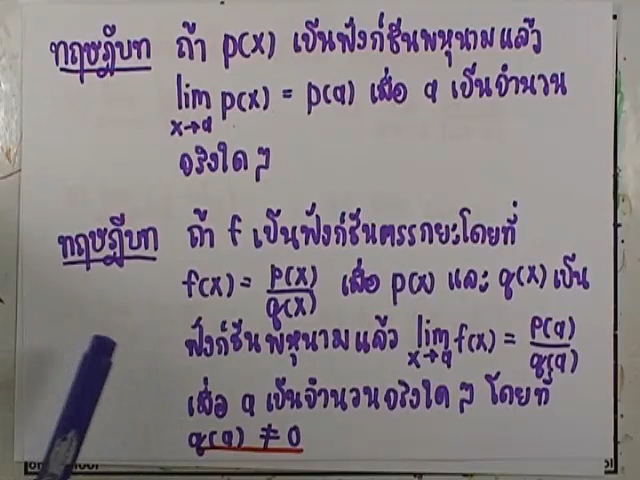 ทฤษฎีบท ถ้า p(x) เป็นฟังก์ชันพหุนามแล้ว
lim p(x) = p(a) เมื่อ a เป็นจำนวน
x→a
จริงใด ๆ
ทฤษฎีบท ถ้า f เป็นฟังก์ชันตรรกยะโดยที่
f(x) = p(x)/q(x) เมื่อ p(x) และ q(x) เป็น
ฟังก์ชันพหุนามแล้ว lim f(x) = p(a)/q(a)
x→a
เมื่อ a เป็นจำนวนจริงใด ๆ โดยที่
q(a) ≠ 0